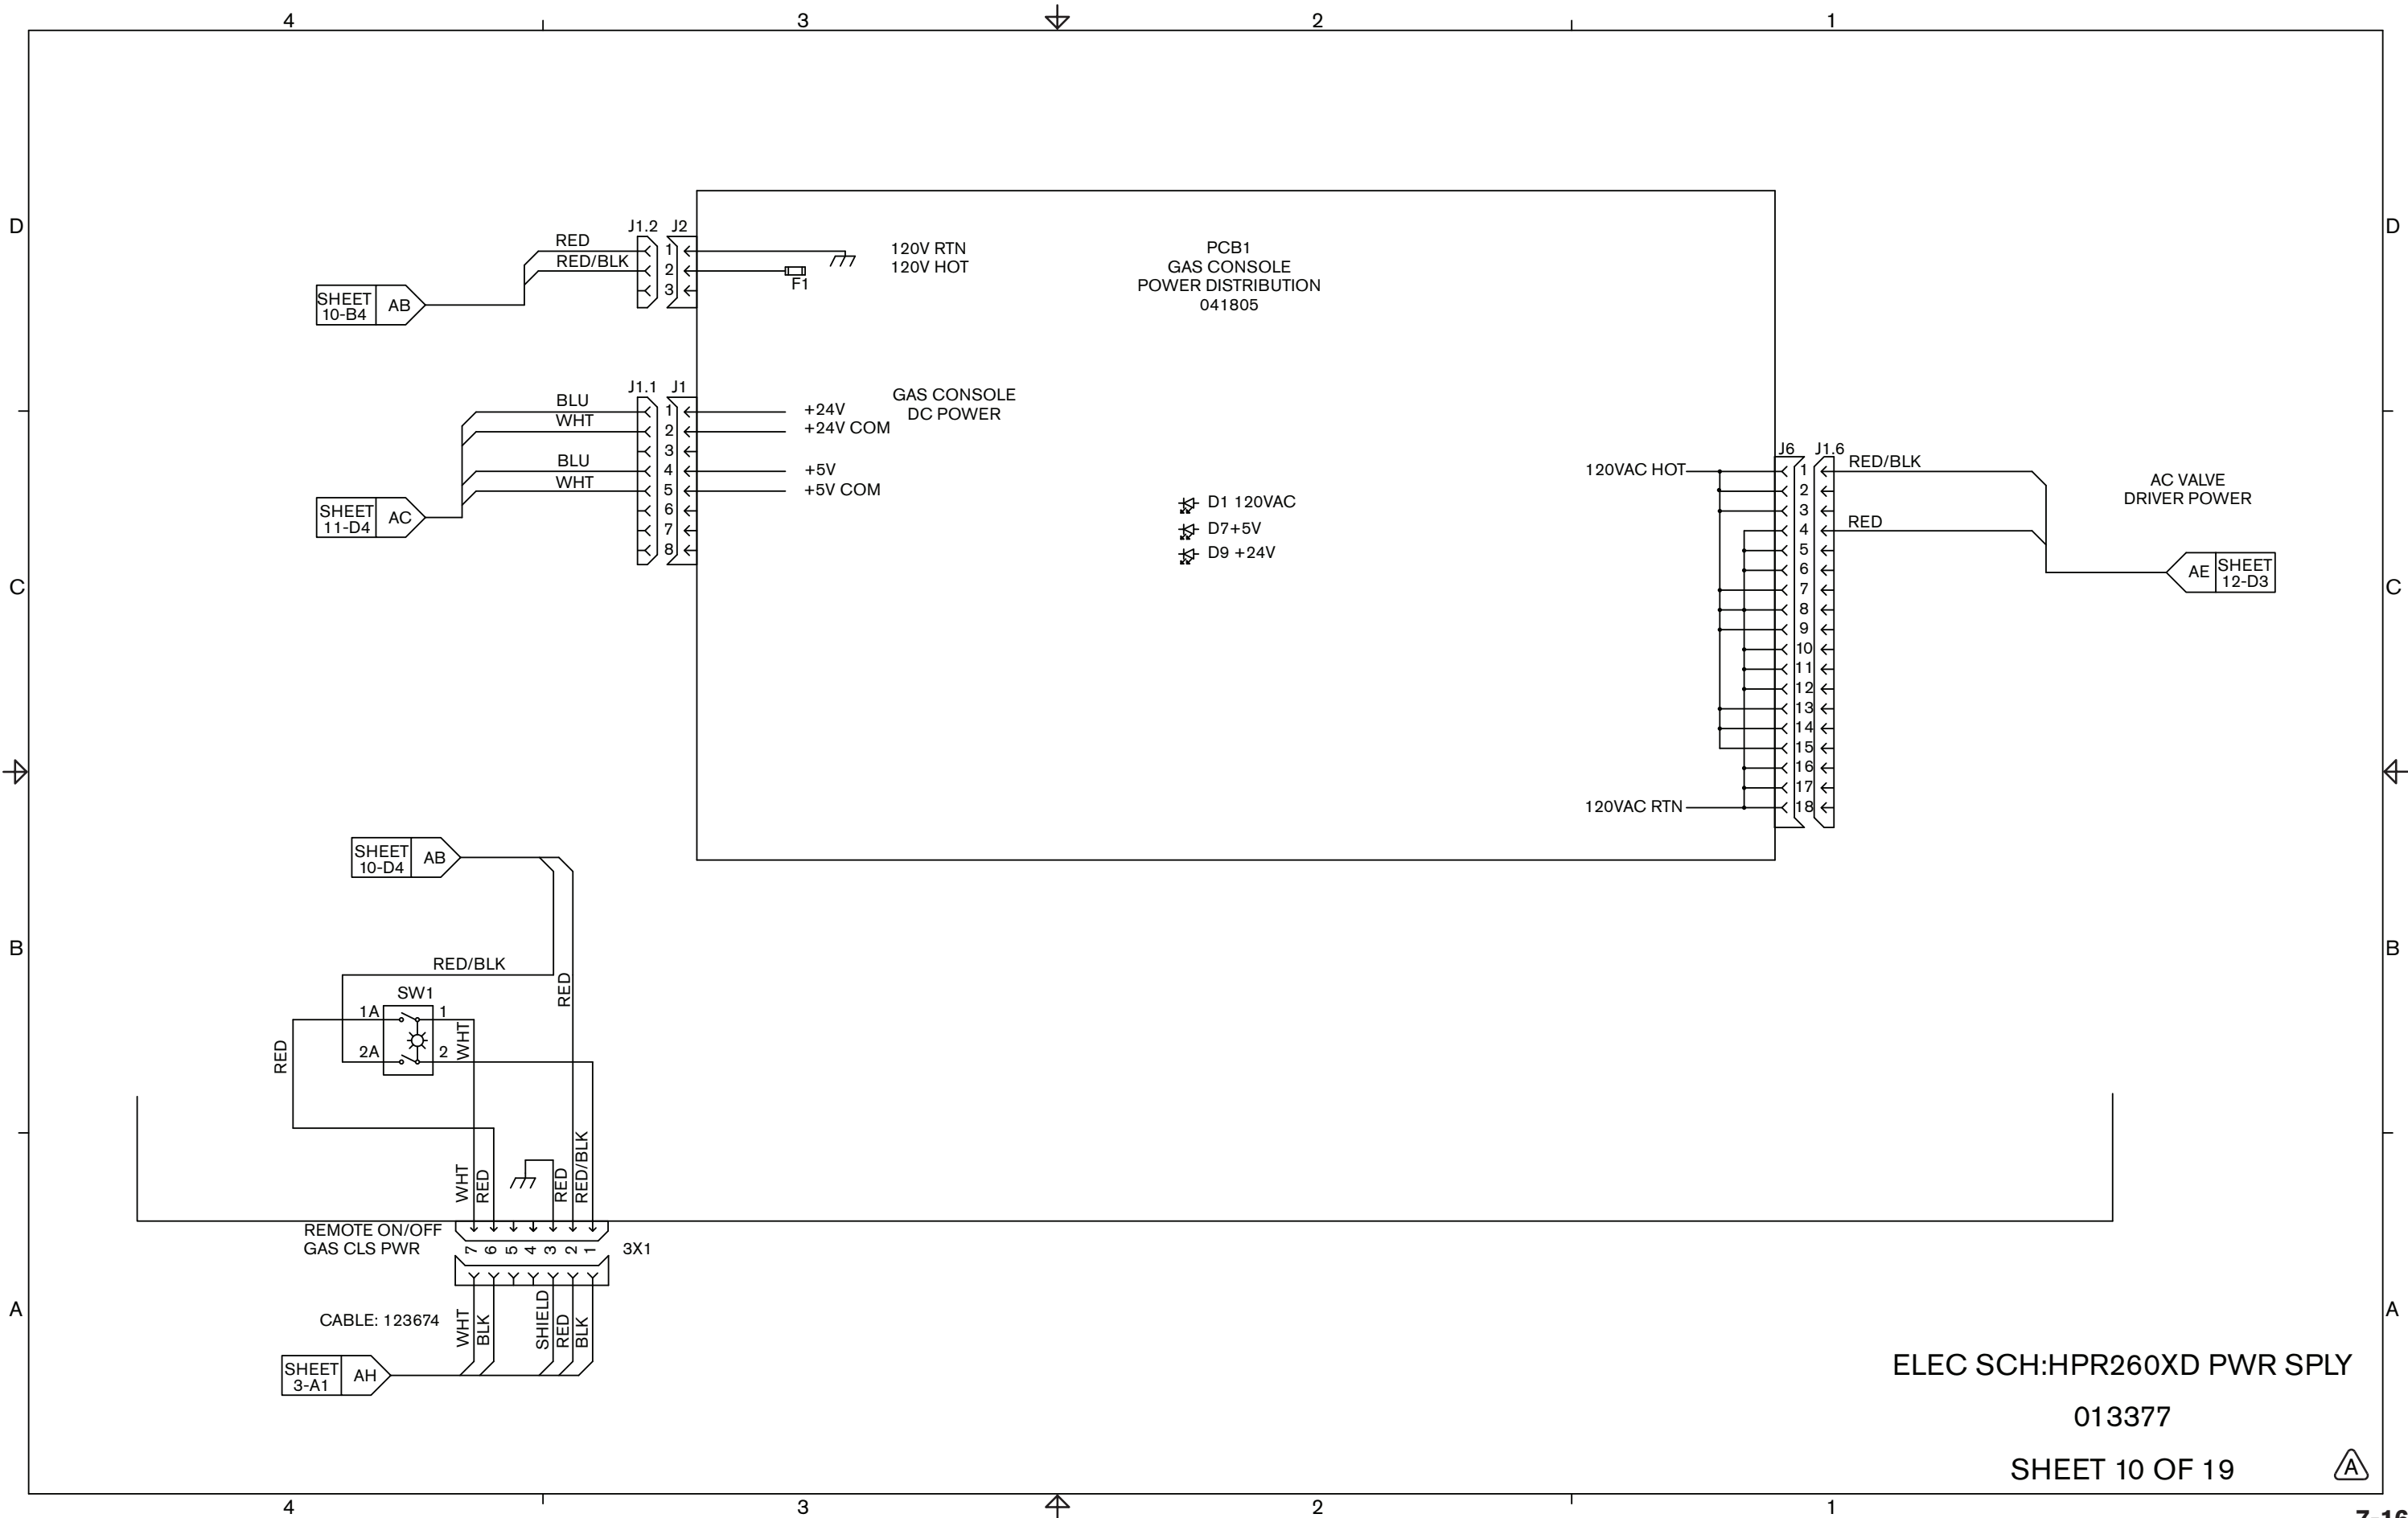 4 3 2 1
D D
J1.2 J2
RED
RED/BLK
1
2
3
120V RTN
120V HOT
F1
PCB1
GAS CONSOLE
POWER DISTRIBUTION
041805
SHEET
10-B4
AB
J1.1 J1
BLU
WHT
BLU
WHT
1
2
3
4
5
6
7
8
+24V
+24V COM
+5V
+5V COM
GAS CONSOLE
DC POWER
SHEET
11-D4
AC
D1 120VAC
D7+5V
D9 +24V
J6 J1.6
120VAC HOT
1
2
3
4
5
6
7
8
9
10
11
12
13
14
15
16
17
18
120VAC RTN
RED/BLK
RED
AC VALVE
DRIVER POWER
AE
SHEET
12-D3
C C
SHEET
10-D4
AB
B B
RED/BLK
RED
SW1
1A 1
2A 2
WHT
RED
WHT
RED
RED
RED/BLK
REMOTE ON/OFF
GAS CLS PWR
7 6 5 4 3 2 1
3X1
A A
CABLE: 123674
WHT
BLK
SHIELD
RED
BLK
SHEET
3-A1
AH
ELEC SCH:HPR260XD PWR SPLY
013377
SHEET 10 OF 19
A
4 3 2 1
7-16